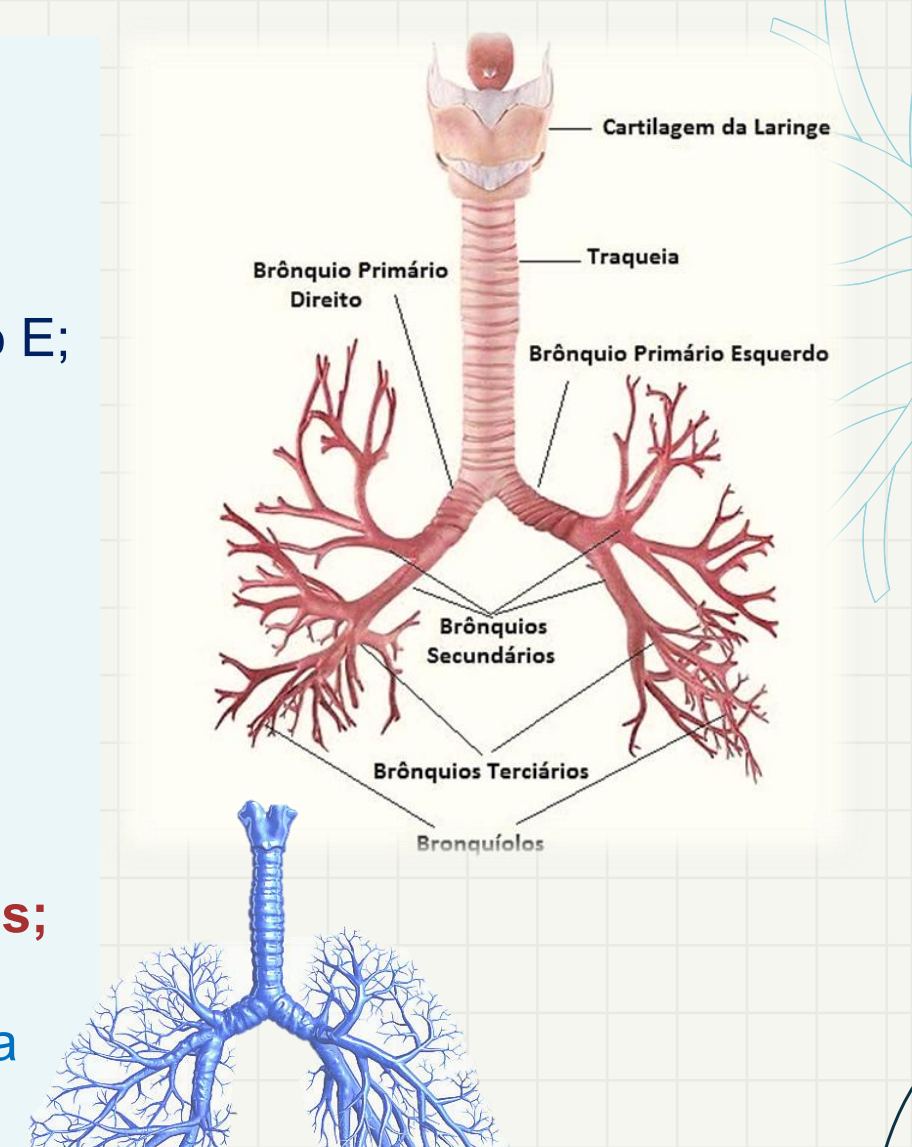 Cartilagem da Laringe
Traqueia
Brônquio Primário
Direito
E;
Brônquio Primário Esquerdo
Brônquios
Secundários
Brônquios Terciários
Bronquíolos
s;
a